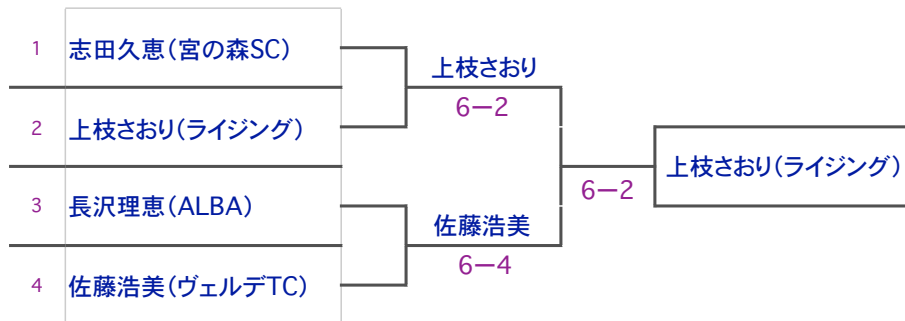 1 志田久恵（宮の森SC）
上枝さおり
6ー2
2 上枝さおり（ライジング）
上枝さおり（ライジング）
6ー2
3 長沢理恵（ALBA）
佐藤浩美
6ー4
4 佐藤浩美（ヴェルデTC）